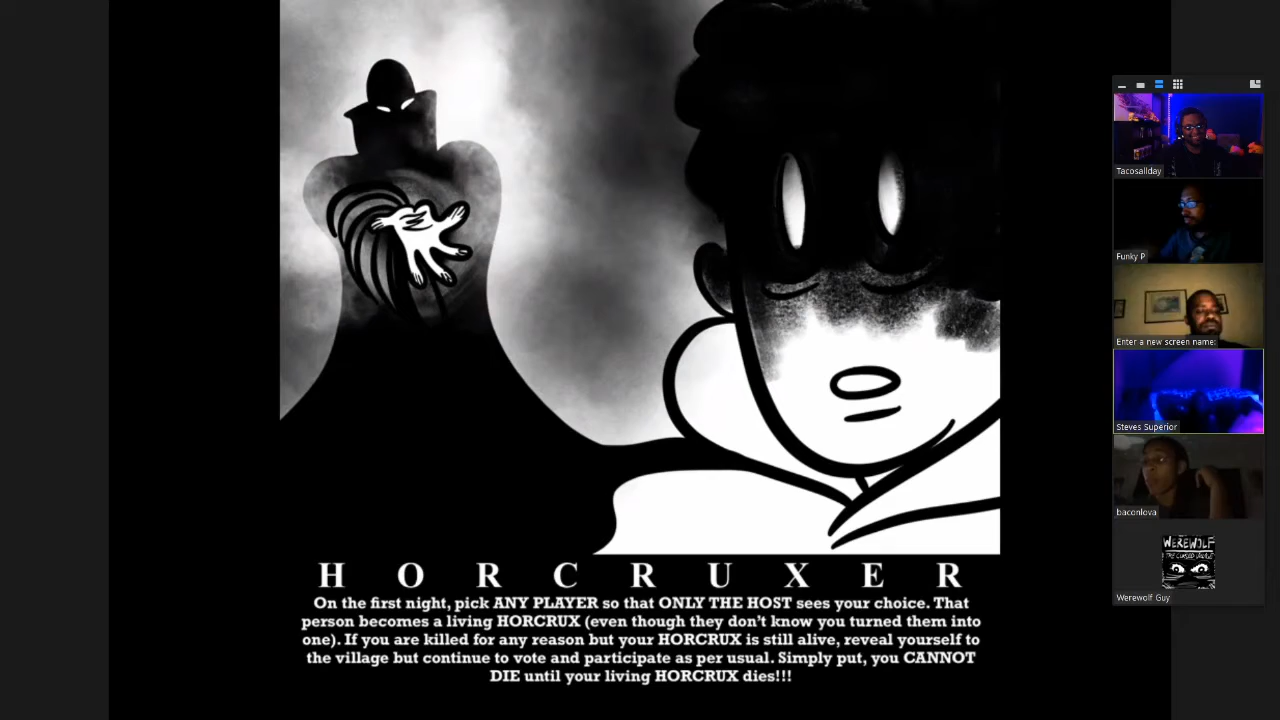 HORCRUXER
On the first night, pick ANY PLAYER so that ONLY THE HOST sees your choice. That
person becomes a living HORCRUX (even though they don't know you turned them into
one). If you are killed for any reason but your HORCRUX is still alive, reveal yourself to
the village but continue to vote and participate as per usual. Simply put, you CANNOT
DIE until your living HORCRUX dies!!!
Tacosallday
Funky P
Enter a new screen name:
Steves Superior
baconlova
WEREWOLF
Werewolf Guy